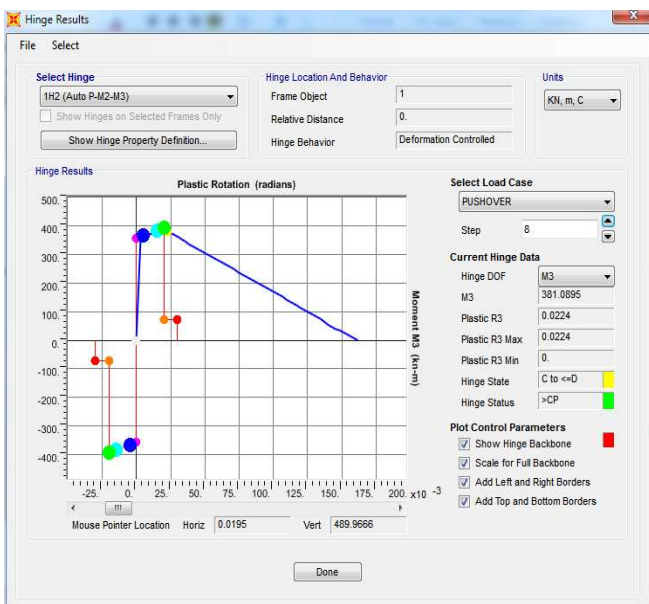 Hinge Results
File Select
Select Hinge
1H2 (Auto P-M2-M3)
Show Hinges on Selected Frames Only
Show Hinge Property Definition...
Hinge Location And Behavior
Frame Object 1
Relative Distance 0.
Hinge Behavior Deformation Controlled
Units
KN, m, C
Hinge Results
Plastic Rotation (radians)
500.
400.
300.
200.
100.
0.
-100.
-200.
-300.
-400.
Moment M3 (kn-m)
-25. 0. 25. 50. 75. 100. 125. 150. 175. 200. x10 -3
Mouse Pointer Location Horiz 0.0195 Vert 489.9666
Select Load Case
PUSHOVER
Step 8
Current Hinge Data
Hinge DOF M3
M3 381.0895
Plastic R3 0.0224
Plastic R3 Max 0.0224
Plastic R3 Min 0.
Hinge State C to <=D
Hinge Status >CP
Plot Control Parameters
Show Hinge Backbone
Scale for Full Backbone
Add Left and Right Borders
Add Top and Bottom Borders
Done